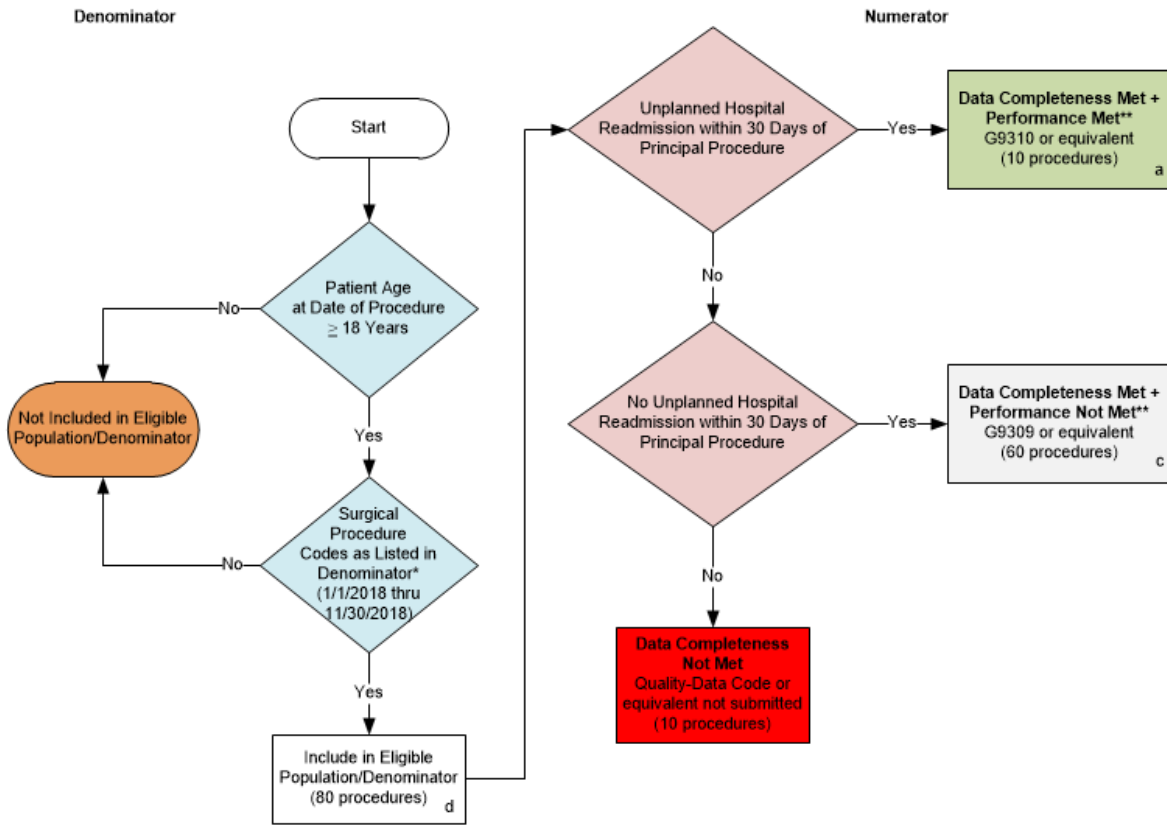 Denominator
Numerator
Start
Patient Age
at Date of Procedure
≥ 18 Years
No
Yes
Not Included in Eligible
Population/Denominator
Surgical
Procedure
Codes as Listed in
Denominator*
(1/1/2018 thru
11/30/2018)
No
Yes
Include in Eligible
Population/Denominator
(80 procedures)
d
Unplanned Hospital
Readmission within 30 Days of
Principal Procedure
Yes
Data Completeness Met +
Performance Met**
G9310 or equivalent
(10 procedures)
a
No
No Unplanned Hospital
Readmission within 30 Days of
Principal Procedure
Yes
Data Completeness Met +
Performance Not Met**
G9309 or equivalent
(60 procedures)
c
No
Data Completeness
Not Met
Quality-Data Code or
equivalent not submitted
(10 procedures)